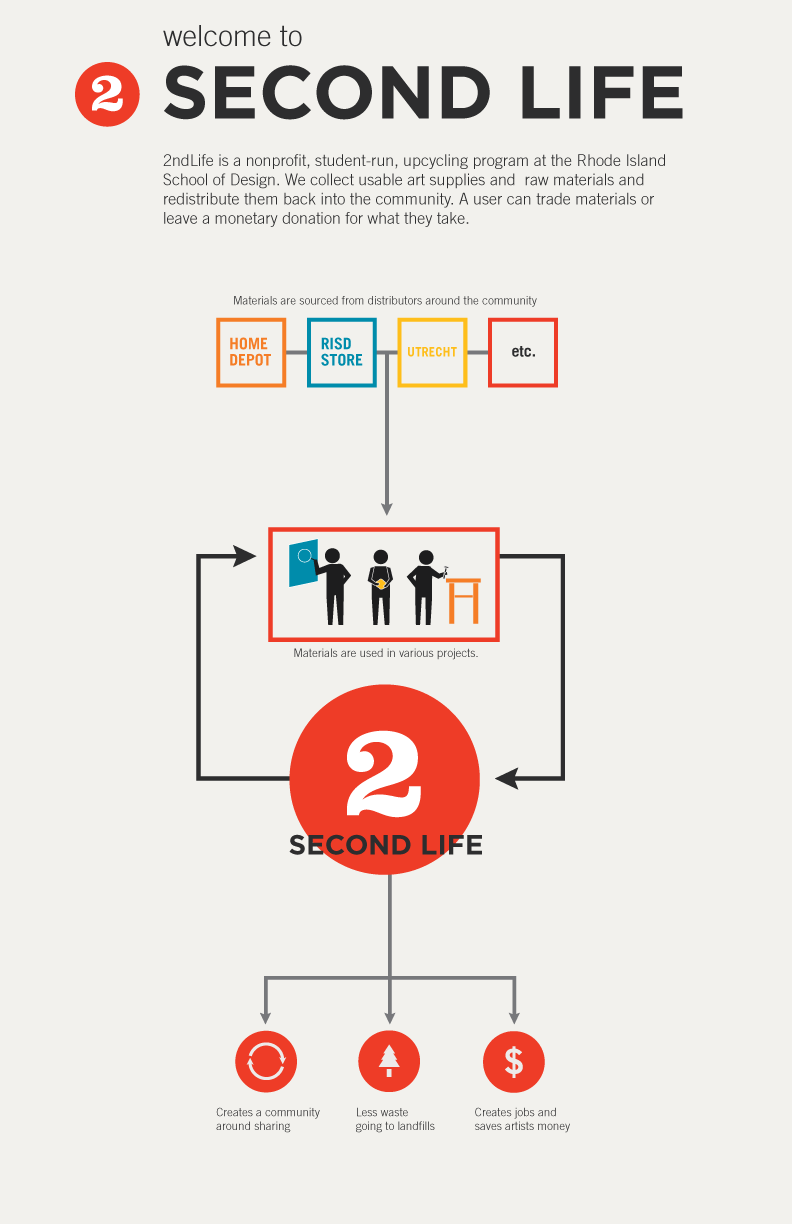 welcome to
2 SECOND LIFE
2ndLife is a nonprofit, student-run, upcycling program at the Rhode Island
School of Design. We collect usable art supplies and  raw materials and
redistribute them back into the community. A user can trade materials or
leave a monetary donation for what they take.
Materials are sourced from distributors around the community
HOME
DEPOT
RISD
STORE
UTRECHT
etc.
Materials are used in various projects.
2
SECOND LIFE
$
Creates a community
around sharing
Less waste
going to landfills
Creates jobs and
saves artists money